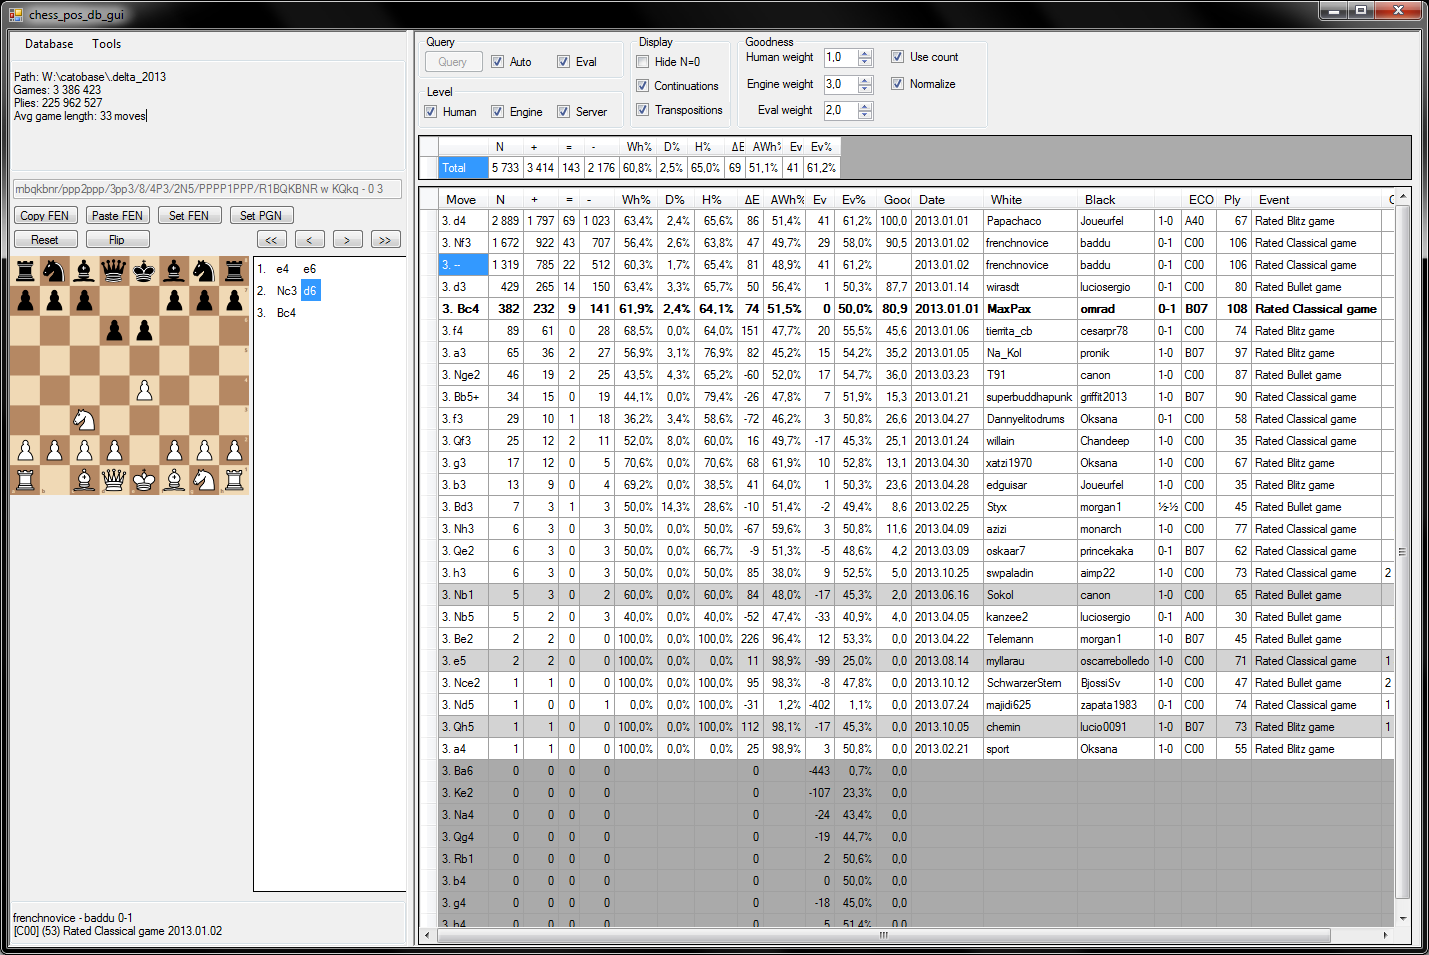 chess_pos_db_gui
Database Tools
Path: W:\catobase\.delta_2013
Games: 3 386 423
Plies: 225 962 527
Avg game length: 33 moves
rnbqkbnr/ppp2ppp/3pp3/8/4P3/2N5/PPPP1PPP/R1BQKBNR w KQkq - 0 3
Copy FEN Paste FEN Set FEN Set PGN
Reset Flip << < > >>
1. e4 e6
2. Nc3 d6
3. Bc4
frenchnovice - baddu 0-1
[C00] (53) Rated Classical game 2013.01.02
Query
Query Auto Eval
Level
Human Engine Server
Display
Hide N=0
Continuations
Transpositions
Goodness
Human weight 1,0 Use count
Engine weight 3,0 Normalize
Eval weight 2,0
N + = - Wh% D% H% ΔE AWh% Ev Ev%
Total 5 733 3 414 143 2 176 60,8% 2,5% 65,0% 69 51,1% 41 61,2%
Move N + = - Wh% D% H% ΔE AWh% Ev Ev% Gooc Date White Black ECO Ply Event
3. d4 2 889 1 797 69 1 023 63,4% 2,4% 65,6% 86 51,4% 41 61,2% 100,0 2013.01.01 Papachaco Joueurfel 1-0 A40 67 Rated Blitz game
3. Nf3 1 672 922 43 707 56,4% 2,6% 63,8% 47 49,7% 29 58,0% 90,5 2013.01.02 frenchnovice baddu 0-1 C00 106 Rated Classical game
3. -- 1 319 785 22 512 60,3% 1,7% 65,4% 81 48,9% 41 61,2% 2013.01.02 frenchnovice baddu 0-1 C00 106 Rated Classical game
3. d3 429 265 14 150 63,4% 3,3% 65,7% 50 56,4% 1 50,3% 87,7 2013.01.14 wirasdt luciosergio 0-1 C00 80 Rated Bullet game
3. Bc4 382 232 9 141 61,9% 2,4% 64,1% 74 51,5% 0 50,0% 80,9 2013.01.01 MaxPax omrad 0-1 B07 108 Rated Classical game
3. f4 89 61 0 28 68,5% 0,0% 64,0% 151 47,7% 20 55,5% 45,6 2013.01.06 tierrita_cb cesarpr78 0-1 C00 74 Rated Blitz game
3. a3 65 36 2 27 56,9% 3,1% 76,9% 82 45,2% 15 54,2% 35,2 2013.01.05 Na_Kol pronik 1-0 B07 97 Rated Blitz game
3. Nge2 46 19 2 25 43,5% 4,3% 65,2% -60 52,0% 17 54,7% 36,0 2013.03.23 T91 canon 1-0 C00 87 Rated Bullet game
3. Bb5+ 34 15 0 19 44,1% 0,0% 79,4% -26 47,8% 7 51,9% 15,3 2013.01.21 superbuddhapunk griffit2013 1-0 B07 90 Rated Blitz game
3. f3 29 10 1 18 36,2% 3,4% 58,6% -72 46,2% 3 50,8% 26,6 2013.04.27 Dannyelitodrums Oksana 0-1 C00 58 Rated Blitz game
3. Qf3 25 12 2 11 52,0% 8,0% 60,0% 16 49,7% -17 45,3% 25,1 2013.01.24 willain Chandeep 1-0 C00 35 Rated Blitz game
3. g3 17 12 0 5 70,6% 0,0% 70,6% 68 61,9% 10 52,8% 13,1 2013.04.30 xatzi1970 Oksana 1-0 C00 67 Rated Blitz game
3. b3 13 9 0 4 69,2% 0,0% 38,5% 41 64,0% 1 50,3% 23,6 2013.04.28 edguisar Joueurfel 1-0 C00 35 Rated Blitz game
3. Bd3 7 3 1 3 50,0% 14,3% 28,6% -10 51,4% -2 49,4% 8,6 2013.02.25 Styx morgan1 ½-½ C00 45 Rated Bullet game
3. Nh3 6 3 0 3 50,0% 0,0% 50,0% -67 59,6% 3 50,8% 11,6 2013.04.09 azizi monarch 1-0 C00 77 Rated Classical game
3. Qe2 6 3 0 3 50,0% 0,0% 66,7% -9 51,3% -5 48,6% 4,2 2013.03.09 oskaar7 princekaka 0-1 B07 62 Rated Classical game
3. h3 6 3 0 3 50,0% 0,0% 50,0% 85 38,0% 9 52,5% 5,0 2013.10.25 swpaladin aimp22 1-0 C00 73 Rated Classical game 2
3. Nb1 5 3 0 2 60,0% 0,0% 40,0% 84 48,0% -17 45,3% 2,0 2013.06.16 Sokol canon 1-0 C00 65 Rated Bullet game
3. Nb5 5 2 0 3 40,0% 0,0% 40,0% -52 47,4% -33 40,9% 4,0 2013.04.05 kanzee2 luciosergio 0-1 A00 30 Rated Bullet game
3. Be2 2 2 0 0 100,0% 0,0% 100,0% 226 96,4% 12 53,3% 0,0 2013.04.22 Telemann morgan1 1-0 B07 45 Rated Bullet game
3. e5 2 2 0 0 100,0% 0,0% 0,0% 11 98,9% -99 25,0% 0,0 2013.08.14 myllarau oscarrebolledo 1-0 C00 71 Rated Classical game 1
3. Nce2 1 1 0 0 100,0% 0,0% 100,0% 95 98,3% -8 47,8% 0,0 2013.10.12 SchwarzerStern BjossiSv 1-0 C00 47 Rated Bullet game 2
3. Nd5 1 0 0 1 0,0% 0,0% 100,0% -31 1,2% -402 1,1% 0,0 2013.07.24 majidi625 zapata1983 0-1 C00 74 Rated Classical game 1
3. Qh5 1 1 0 0 100,0% 0,0% 100,0% 112 98,1% -17 45,3% 0,0 2013.10.05 chemin lucio0091 1-0 B07 73 Rated Blitz game 1
3. a4 1 1 0 0 100,0% 0,0% 0,0% 25 98,9% 3 50,8% 0,0 2013.02.21 sport Oksana 1-0 C00 55 Rated Blitz game
3. Ba6 0 0 0 0 0 -443 0,7% 0,0
3. Ke2 0 0 0 0 0 -107 23,3% 0,0
3. Na4 0 0 0 0 0 -24 43,4% 0,0
3. Qg4 0 0 0 0 0 -19 44,7% 0,0
3. Rb1 0 0 0 0 0 2 50,6% 0,0
3. b4 0 0 0 0 0 0 50,0% 0,0
3. g4 0 0 0 0 0 -18 45,0% 0,0
3. h4 0 0 0 0 0 5 51,4% 0,0